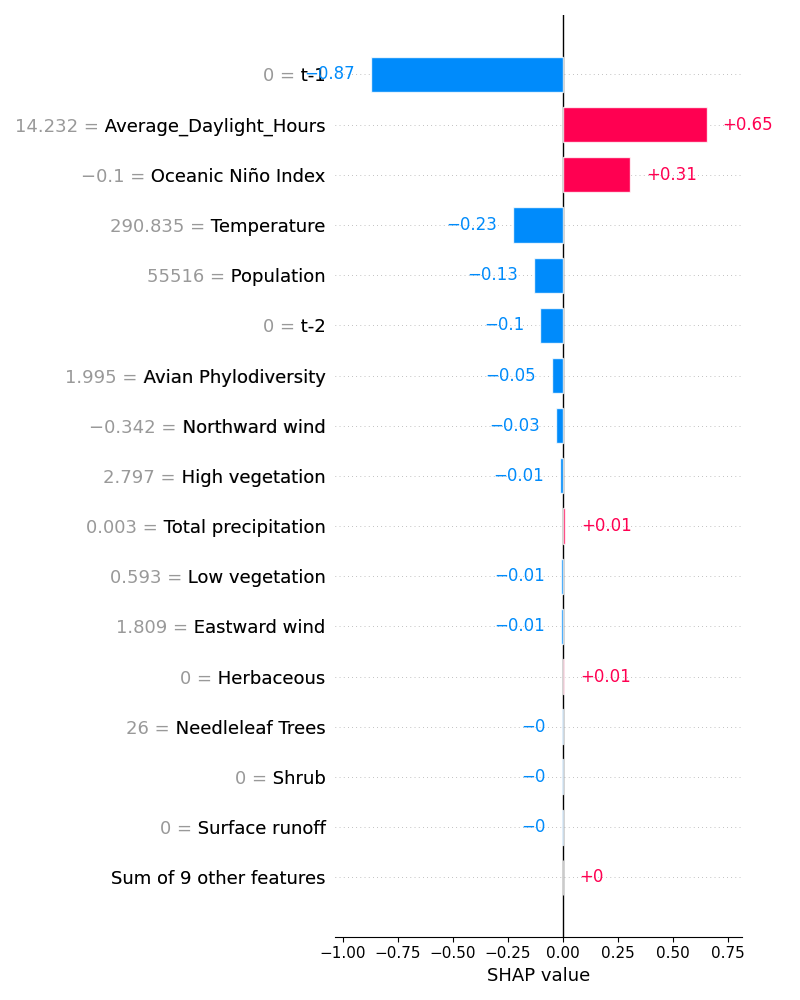 0 = t-1 −0.87
14.232 = Average_Daylight_Hours +0.65
−0.1 = Oceanic Niño Index +0.31
290.835 = Temperature −0.23
55516 = Population −0.13
0 = t-2 −0.1
1.995 = Avian Phylodiversity −0.05
−0.342 = Northward wind −0.03
2.797 = High vegetation −0.01
0.003 = Total precipitation +0.01
0.593 = Low vegetation −0.01
1.809 = Eastward wind −0.01
0 = Herbaceous +0.01
26 = Needleleaf Trees −0
0 = Shrub −0
0 = Surface runoff −0
Sum of 9 other features +0
−1.00 −0.75 −0.50 −0.25 0.00 0.25 0.50 0.75
SHAP value